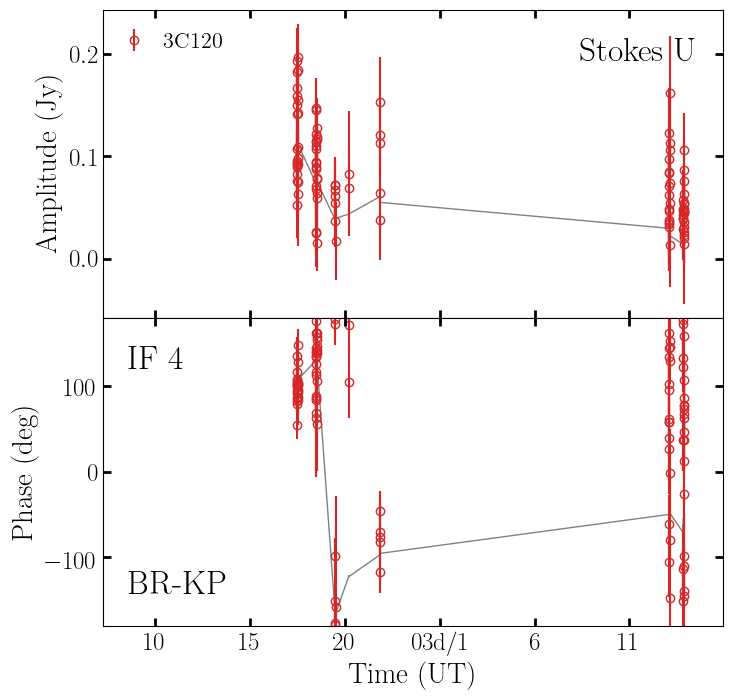 3C120
Stokes U
0.2
0.1
0.0
Amplitude (Jy)
IF 4
100
0
−100
Phase (deg)
BR-KP
10 15 20 03d/1 6 11
Time (UT)